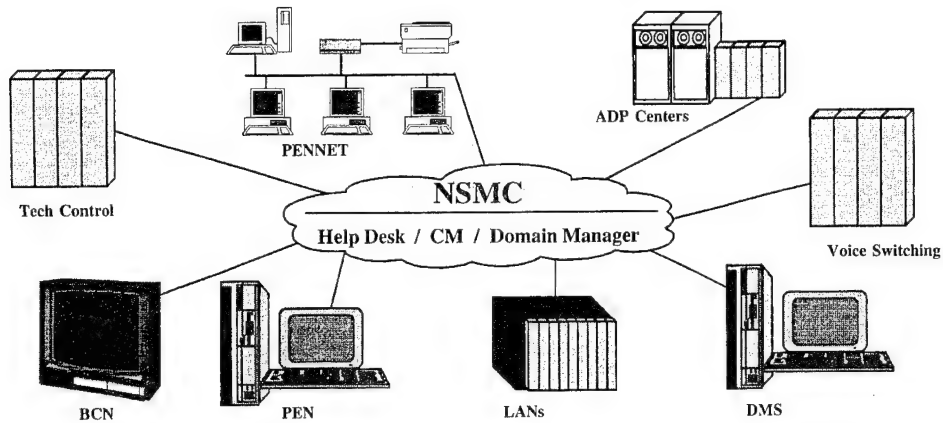 PENNET
ADP Centers
Tech Control
NSMC
Help Desk / CM / Domain Manager
Voice Switching
BCN
PEN
LANs
DMS